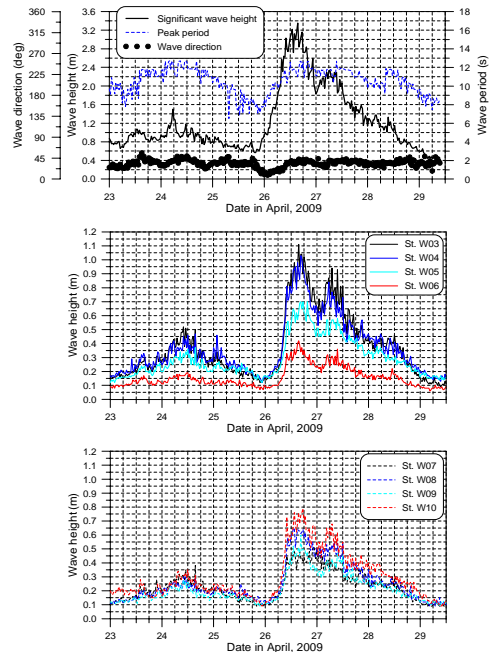 Significant wave height
Peak period
Wave direction
Wave direction (deg)
360
315
270
225
180
135
90
45
0
Wave height (m)
3.6
3.2
2.8
2.4
2.0
1.6
1.2
0.8
0.4
0.0
Wave period (s)
18
16
14
12
10
8
6
4
2
0
23 24 25 26 27 28 29
Date in April, 2009
St. W03
St. W04
St. W05
St. W06
Wave height (m)
1.2
1.1
1.0
0.9
0.8
0.7
0.6
0.5
0.4
0.3
0.2
0.1
0.0
23 24 25 26 27 28 29
Date in April, 2009
St. W07
St. W08
St. W09
St. W10
Wave height (m)
1.2
1.1
1.0
0.9
0.8
0.7
0.6
0.5
0.4
0.3
0.2
0.1
0.0
23 24 25 26 27 28 29
Date in April, 2009